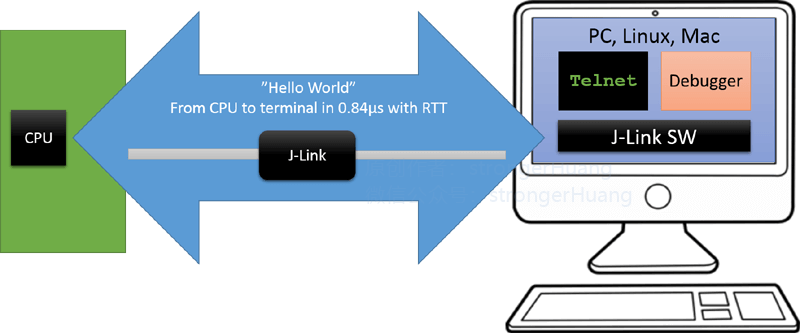 PC, Linux, Mac
Telnet
Debugger
"Hello World"
From CPU to terminal in 0.84µs with RTT
CPU
J-Link
J-Link SW
strongerHuang
strongerHuang